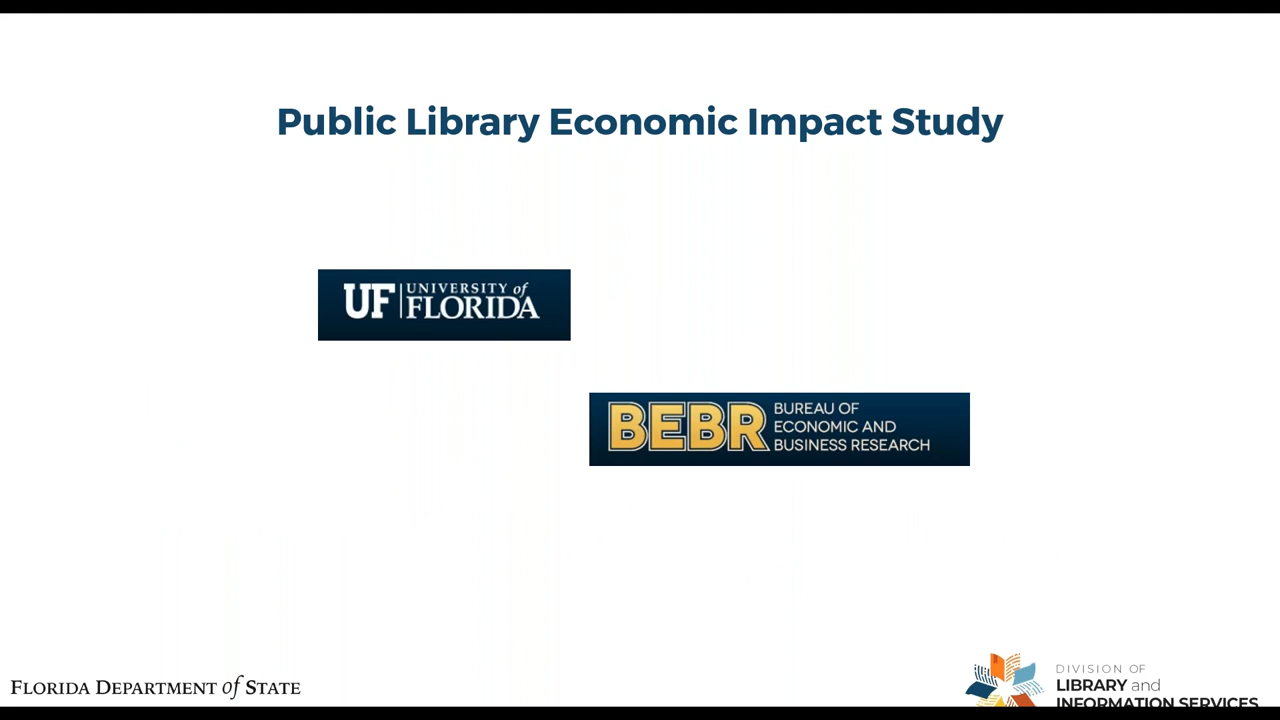 Public Library Economic Impact Study
UF UNIVERSITY of
FLORIDA
BEBR BUREAU OF
ECONOMIC AND
BUSINESS RESEARCH
FLORIDA DEPARTMENT of STATE
DIVISION OF
LIBRARY and
INFORMATION SERVICES